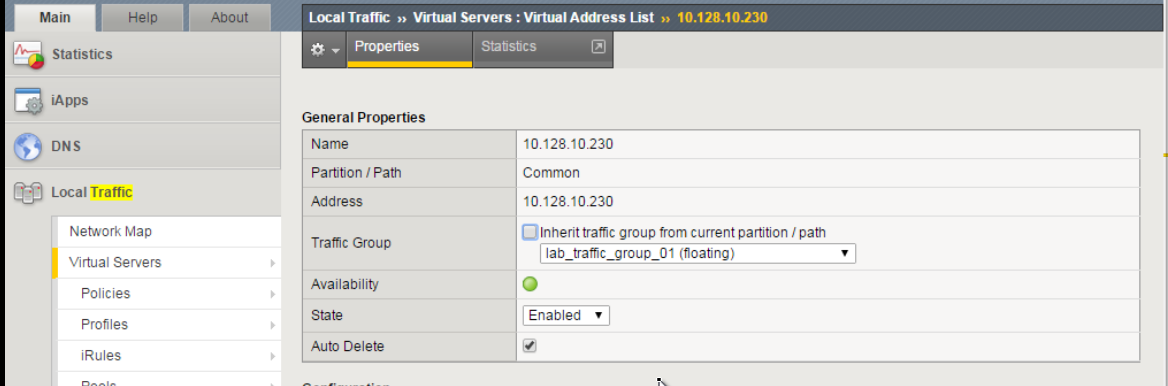 Main Help About
Local Traffic ›› Virtual Servers : Virtual Address List ›› 10.128.10.230
Properties Statistics
Statistics
iApps
DNS
Local Traffic
Network Map
Virtual Servers
Policies
Profiles
iRules
Pools
General Properties
Name 10.128.10.230
Partition / Path Common
Address 10.128.10.230
Traffic Group Inherit traffic group from current partition / path
lab_traffic_group_01 (floating)
Availability
State Enabled
Auto Delete
Configuration